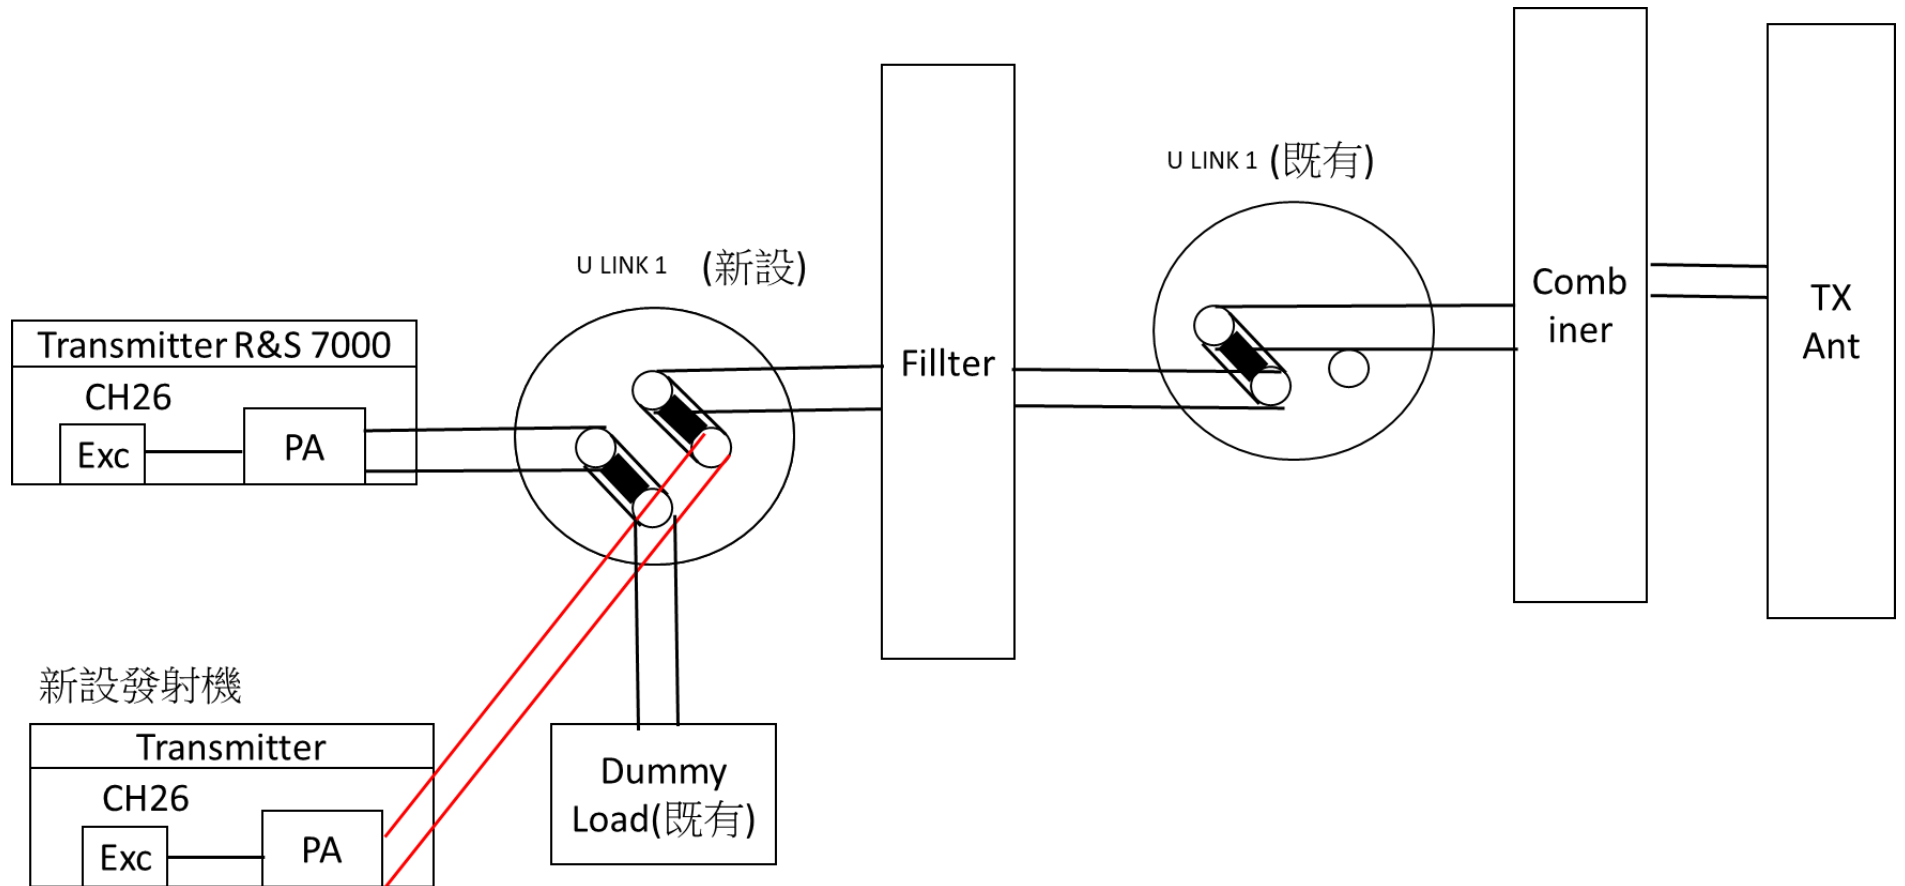 U LINK 1 (既有)
U LINK 1 (新設)
Transmitter R&S 7000
CH26
Exc
PA
Fillter
Comb
iner
TX
Ant
新設發射機
Transmitter
CH26
Exc
PA
Dummy
Load(既有)